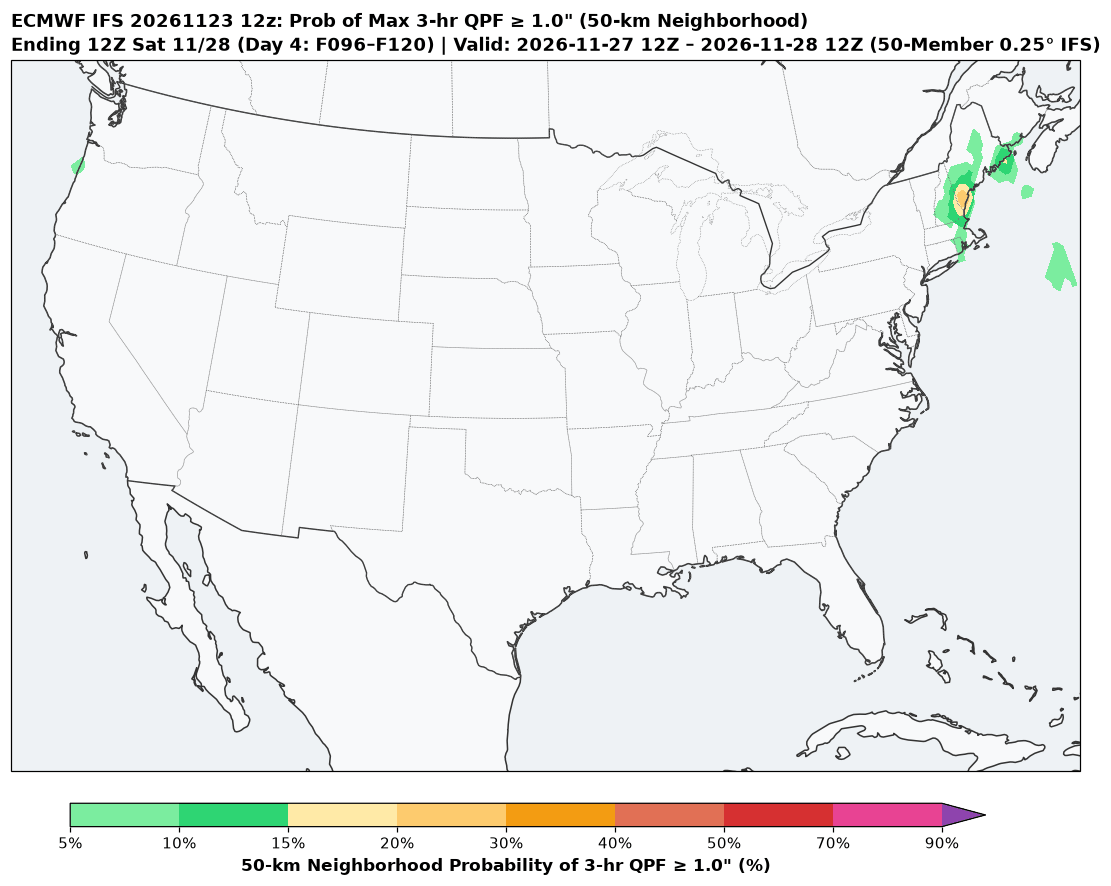 ECMWF IFS 20261123 12z: Prob of Max 3-hr QPF ≥ 1.0" (50-km Neighborhood)
Ending 12Z Sat 11/28 (Day 4: F096–F120) | Valid: 2026-11-27 12Z – 2026-11-28 12Z (50-Member 0.25° IFS)
5% 10% 15% 20% 30% 40% 50% 70% 90%
50-km Neighborhood Probability of 3-hr QPF ≥ 1.0" (%)